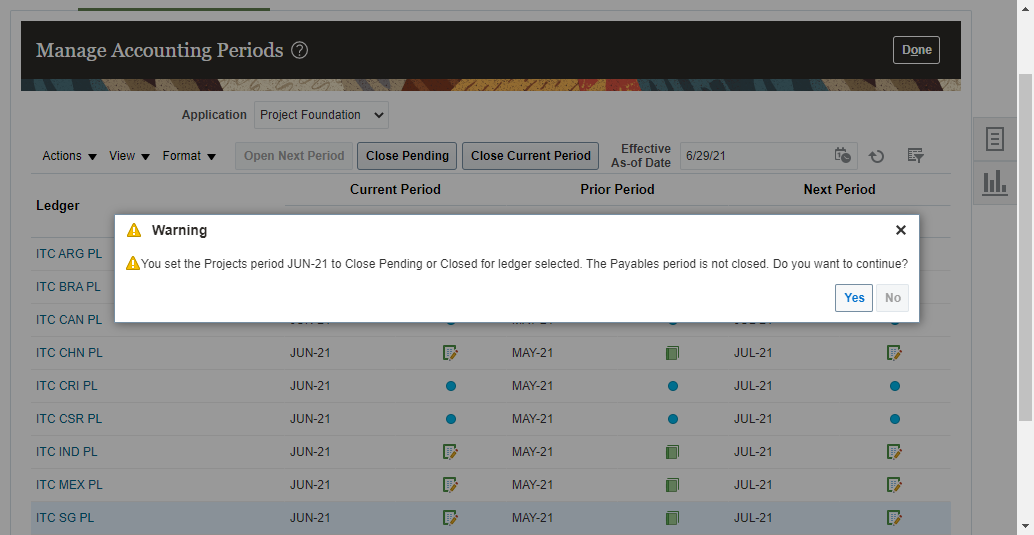 Manage Accounting Periods
Done
Application Project Foundation
Actions View Format Open Next Period Close Pending Close Current Period Effective As-of Date 6/29/21
Current Period Prior Period Next Period
Ledger
Warning
You set the Projects period JUN-21 to Close Pending or Closed for ledger selected. The Payables period is not closed. Do you want to continue?
Yes No
ITC ARG PL
ITC BRA PL
ITC CAN PL
ITC CHN PL JUN-21 MAY-21 JUL-21
ITC CRI PL JUN-21 MAY-21 JUL-21
ITC CSR PL JUN-21 MAY-21 JUL-21
ITC IND PL JUN-21 MAY-21 JUL-21
ITC MEX PL JUN-21 MAY-21 JUL-21
ITC SG PL JUN-21 MAY-21 JUL-21